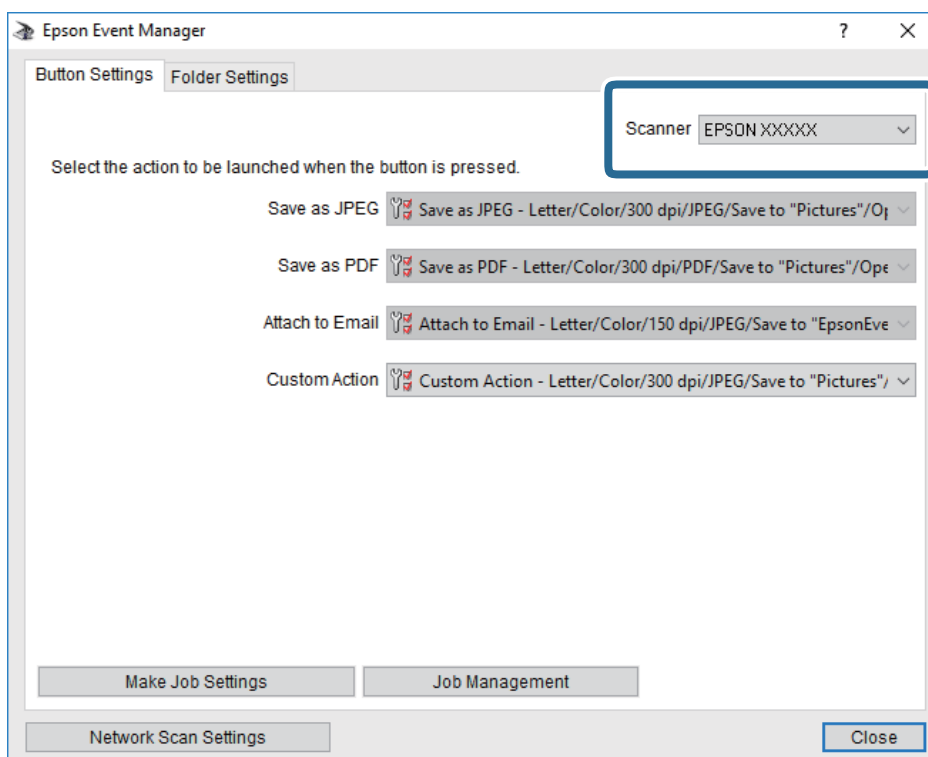 Epson Event Manager
Button Settings Folder Settings
Scanner EPSON XXXXX
Select the action to be launched when the button is pressed.
Save as JPEG Save as JPEG - Letter/Color/300 dpi/JPEG/Save to "Pictures"/Op
Save as PDF Save as PDF - Letter/Color/300 dpi/PDF/Save to "Pictures"/Ope
Attach to Email Attach to Email - Letter/Color/150 dpi/JPEG/Save to "EpsonEve
Custom Action Custom Action - Letter/Color/300 dpi/JPEG/Save to "Pictures"/
Make Job Settings Job Management
Network Scan Settings Close